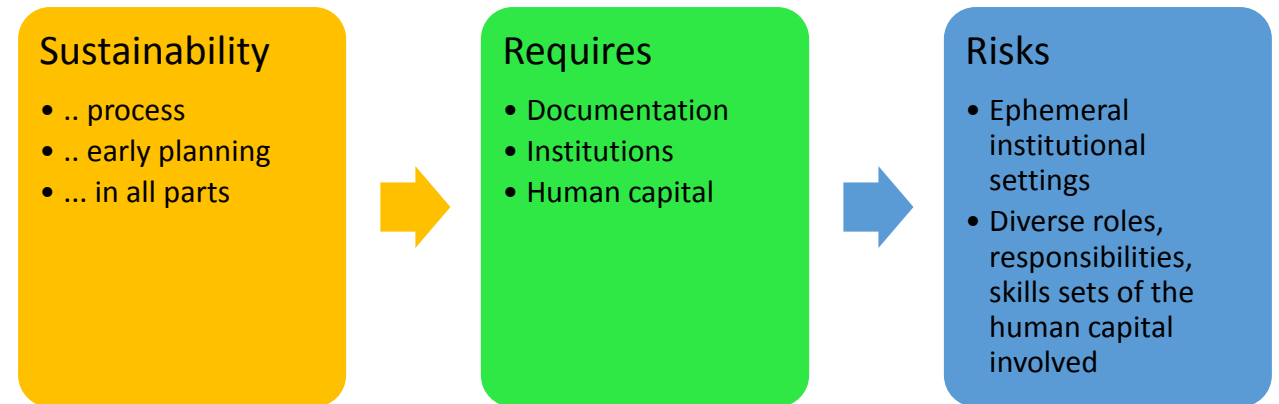 Sustainability
• .. process
• .. early planning
• ... in all parts
Requires
• Documentation
• Institutions
• Human capital
Risks
• Ephemeral
institutional
settings
• Diverse roles,
responsibilities,
skills sets of the
human capital
involved